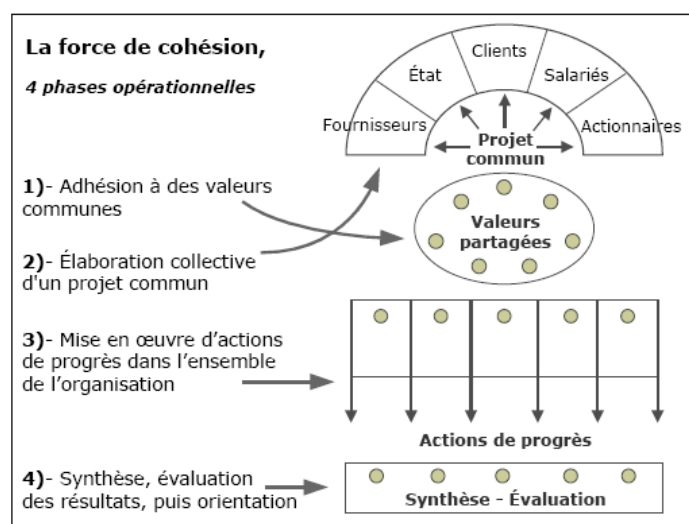 La force de cohésion,
4 phases opérationnelles
Clients
État
Salariés
Fournisseurs
Actionnaires
Projet
commun
1)- Adhésion à des valeurs
communes
Valeurs
partagées
2)- Élaboration collective
d'un projet commun
3)- Mise en œuvre d’actions
de progrès dans l’ensemble
de l’organisation
Actions de progrès
4)- Synthèse, évaluation
des résultats, puis orientation
Synthèse - Évaluation